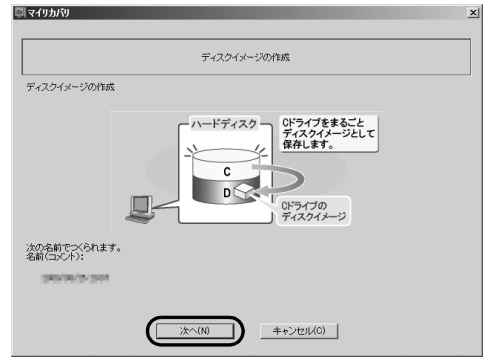 マイリカバリ
ディスクイメージの作成
ディスクイメージの作成
ハードディスク
Cドライブをまるごと
ディスクイメージとして
保存します。
C
D
Cドライブの
ディスクイメージ
次の名前でつくられます。
名前(コメント):
次へ(N)
キャンセル(C)